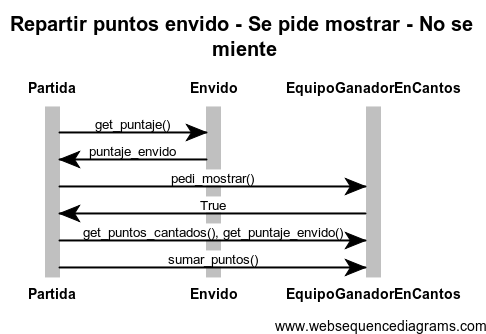 Repartir puntos envido - Se pide mostrar - No se
miente
Partida Envido EquipoGanadorEnCantos
get_puntaje()
puntaje_envido
pedi_mostrar()
True
get_puntos_cantados(), get_puntaje_envido()
sumar_puntos()
Partida Envido EquipoGanadorEnCantos
www.websequencediagrams.com